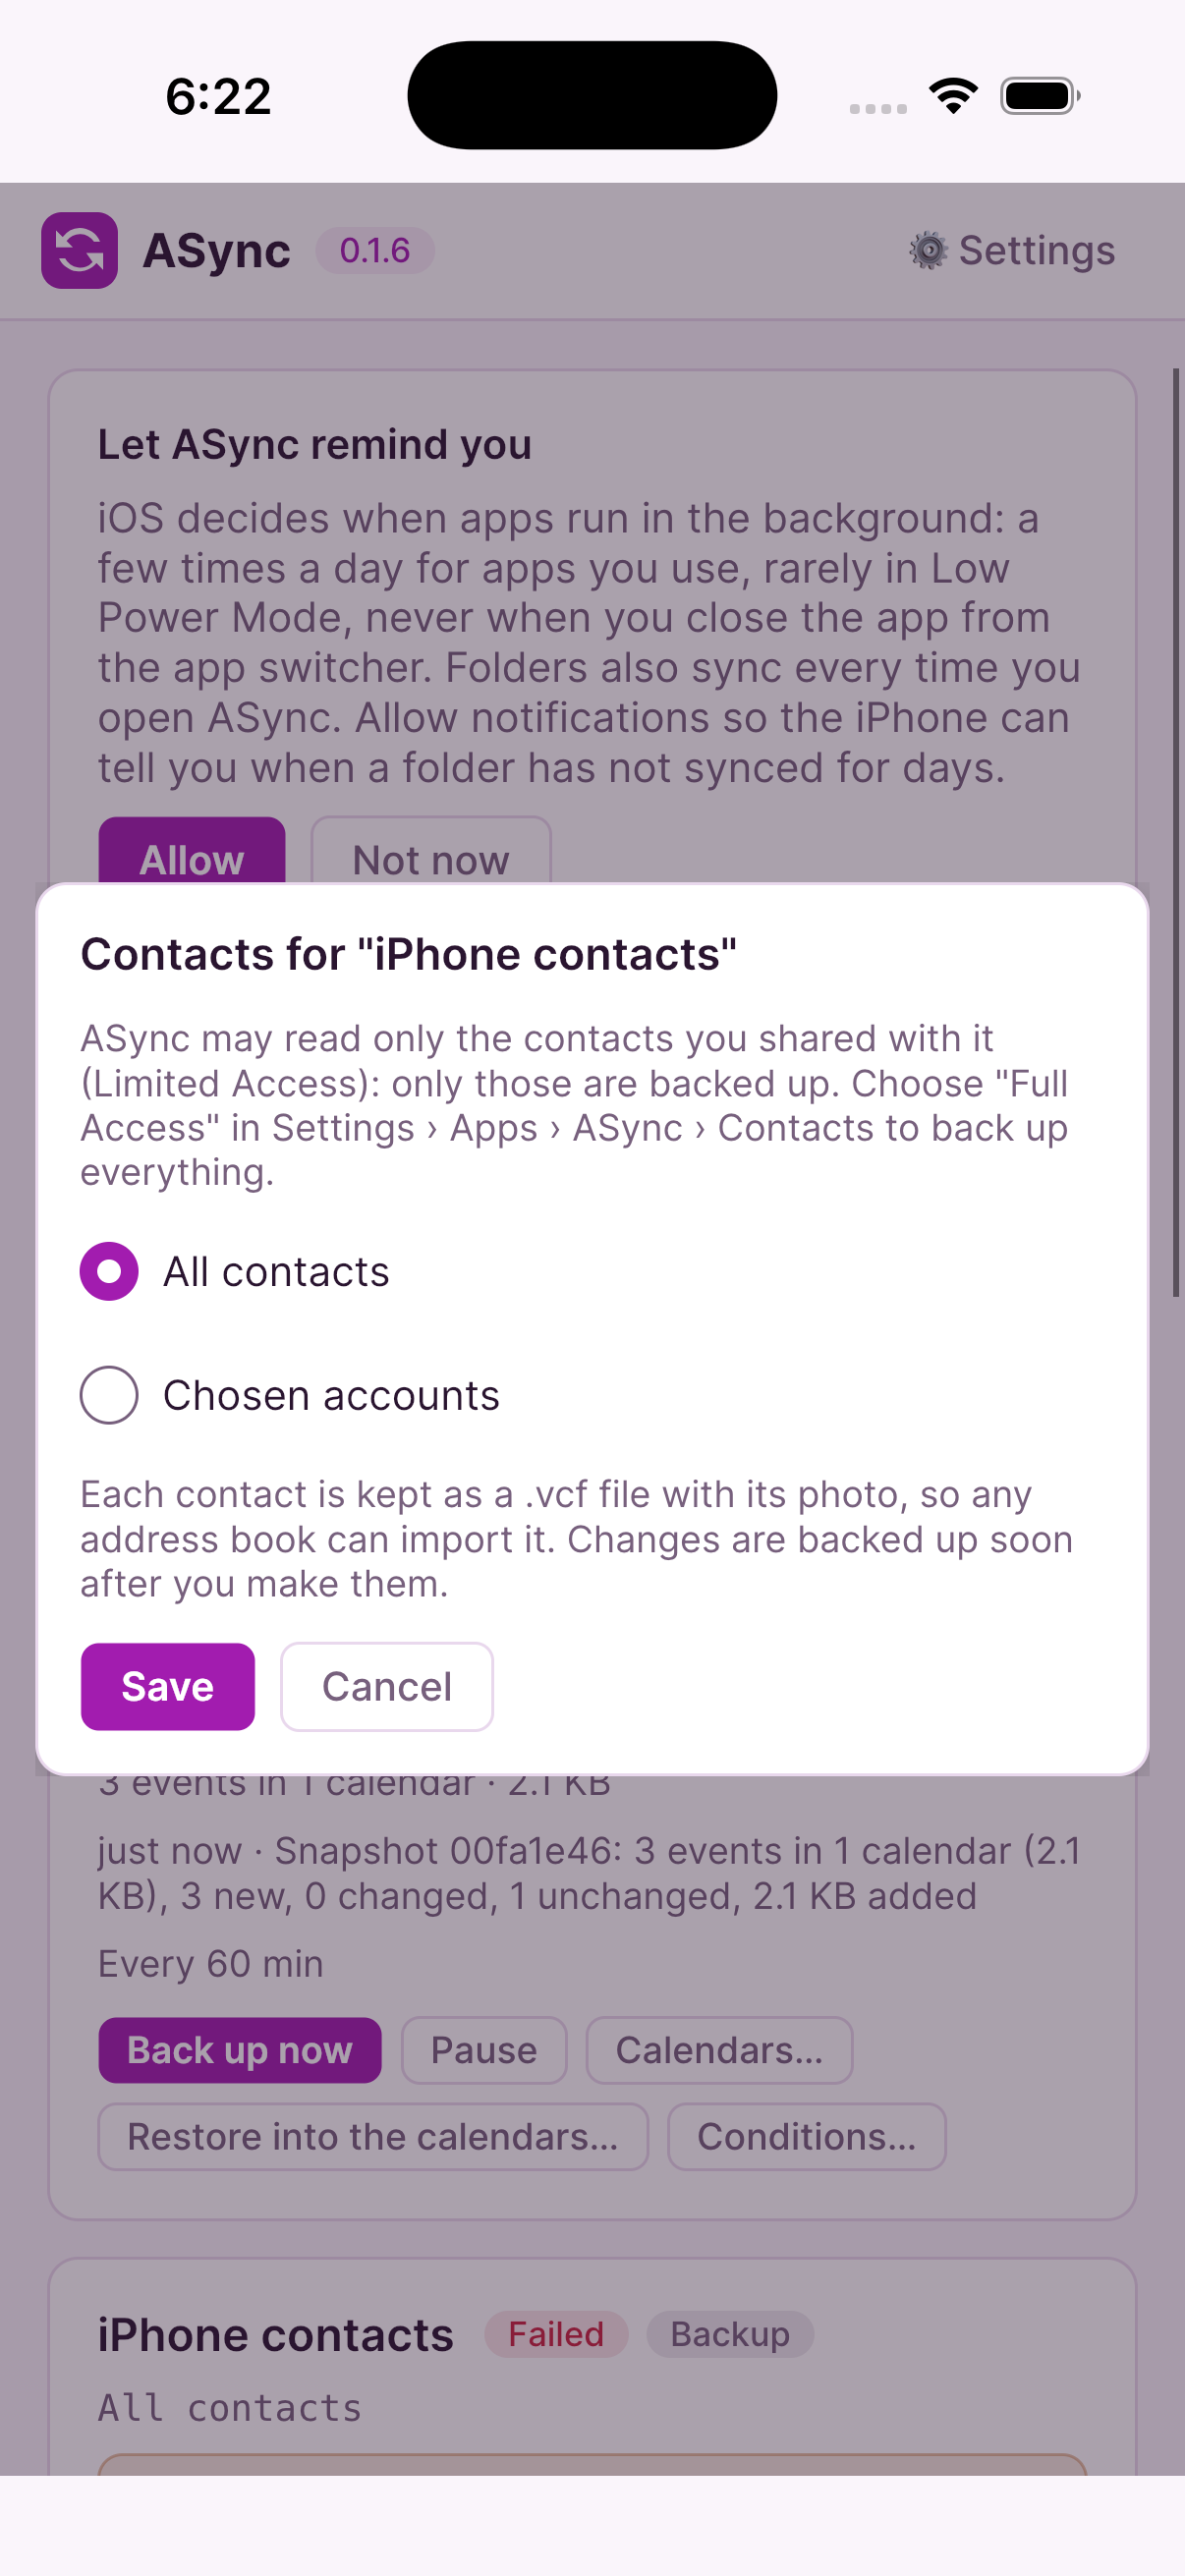 6:22
ASync 0.1.6 Settings
Let ASync remind you
iOS decides when apps run in the background: a
few times a day for apps you use, rarely in Low
Power Mode, never when you close the app from
the app switcher. Folders also sync every time you
open ASync. Allow notifications so the iPhone can
tell you when a folder has not synced for days.
Allow Not now
Contacts for "iPhone contacts"
ASync may read only the contacts you shared with it
(Limited Access): only those are backed up. Choose "Full
Access" in Settings › Apps › ASync › Contacts to back up
everything.
All contacts
Chosen accounts
Each contact is kept as a .vcf file with its photo, so any
address book can import it. Changes are backed up soon
after you make them.
Save Cancel
3 events in 1 calendar · 2.1 KB
just now · Snapshot 00fa1e46: 3 events in 1 calendar (2.1
KB), 3 new, 0 changed, 1 unchanged, 2.1 KB added
Every 60 min
Back up now Pause Calendars...
Restore into the calendars... Conditions...
iPhone contacts Failed Backup
All contacts